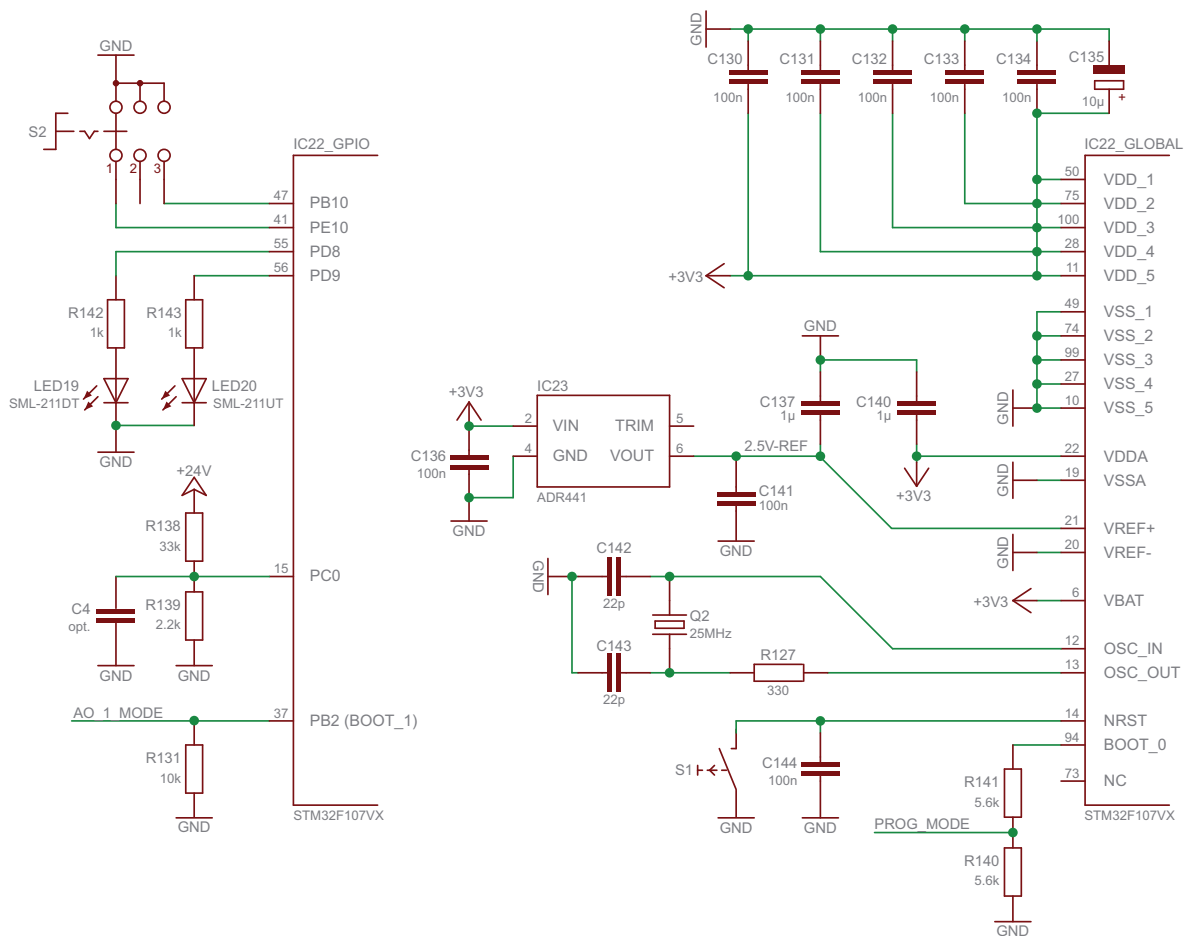 GND
S2
1
2
3
IC22_GPIO
47
PB10
41
PE10
55
PD8
56
PD9
R142
1k
R143
1k
LED19
SML-211DT
LED20
SML-211UT
GND
+24V
R138
33k
15
PC0
C4
opt.
R139
2.2k
GND
GND
AO_1_MODE
37
PB2 (BOOT_1)
R131
10k
GND
STM32F107VX
+3V3
C136
100n
GND
IC23
2
VIN
TRIM
5
4
GND
VOUT
6
ADR441
2.5V-REF
C141
100n
GND
GND
C137
1µ
C140
1µ
+3V3
GND
C142
22p
Q2
25MHz
C143
22p
R127
330
S1
GND
C144
100n
GND
GND
C130
100n
C131
100n
C132
100n
C133
100n
C134
100n
C135
10µ
+
IC22_GLOBAL
50
VDD_1
75
VDD_2
100
VDD_3
28
VDD_4
+3V3
11
VDD_5
49
VSS_1
74
VSS_2
99
VSS_3
27
VSS_4
GND
10
VSS_5
22
VDDA
GND
19
VSSA
21
VREF+
GND
20
VREF-
+3V3
6
VBAT
12
OSC_IN
13
OSC_OUT
14
NRST
94
BOOT_0
73
NC
R141
5.6k
STM32F107VX
PROG_MODE
R140
5.6k
GND